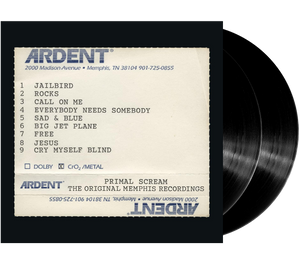 ARDENT
2000 Madison Avenue • Memphis, TN 38104 901-725-0855
1 JAILBIRD
2 ROCKS
3 CALL ON ME
4 EVERYBODY NEEDS SOMEBODY
5 SAD & BLUE
6 BIG JET PLANE
7 FREE
8 JESUS
9 CRY MYSELF BLIND
☐ DOLBY ☒ CrO2/METAL
ARDENT PRIMAL SCREAM
THE ORIGINAL MEMPHIS RECORDINGS
2000 Madison Avenue • Memphis, TN 38104 901-725-0855
ARDENT